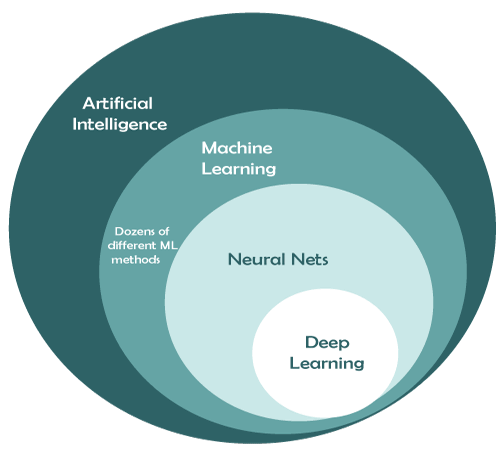 Artificial
Intelligence
Machine
Learning
Dozens of
different ML
methods
Neural Nets
Deep
Learning